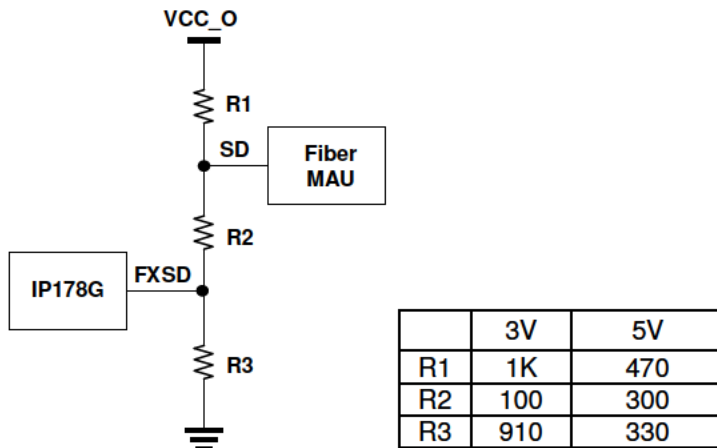 VCC_O
R1
SD
Fiber
MAU
R2
IP178G
FXSD
R3
3V 5V
R1 1K 470
R2 100 300
R3 910 330